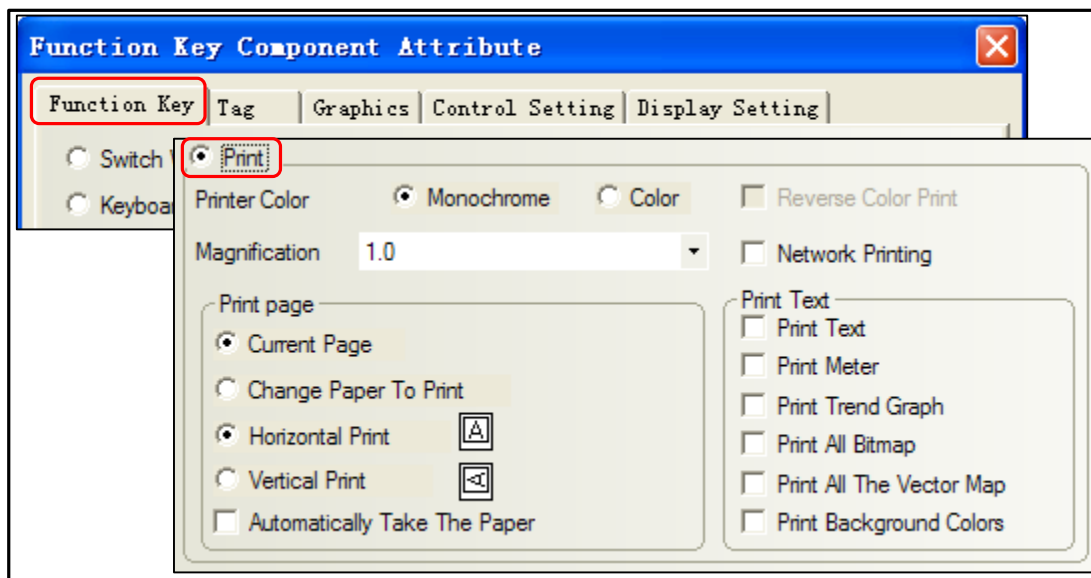 Function Key Component Attribute
Function Key Tag Graphics Control Setting Display Setting
Switch
Print
Keyboar
Printer Color Monochrome Color Reverse Color Print
Magnification 1.0 Network Printing
Print page
Current Page
Change Paper To Print
Horizontal Print A
Vertical Print A
Automatically Take The Paper
Print Text
Print Text
Print Meter
Print Trend Graph
Print All Bitmap
Print All The Vector Map
Print Background Colors